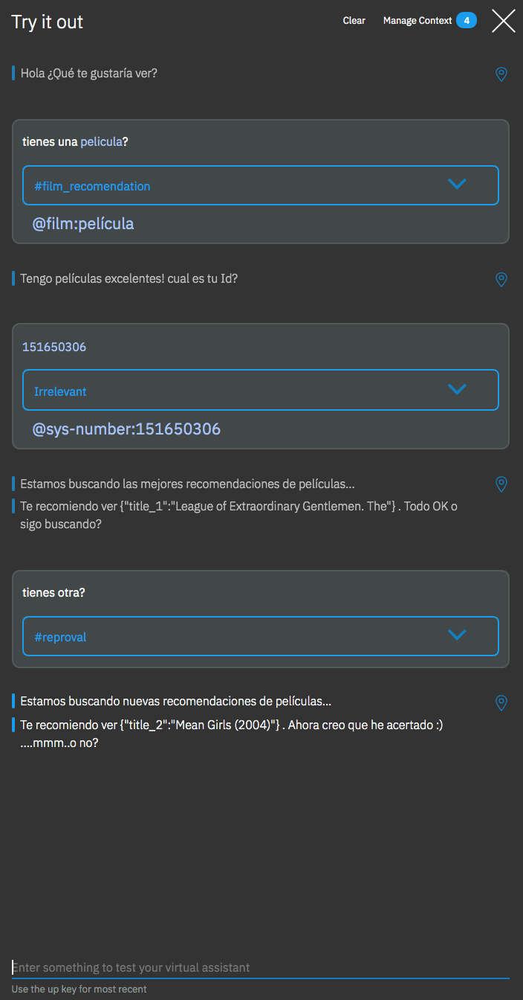 Try it out
Clear
Manage Context 4
Hola ¿Qué te gustaría ver?
tienes una pelicula?
#film_recomendation
@film:película
Tengo películas excelentes! cual es tu Id?
151650306
Irrelevant
@sys-number:151650306
Estamos buscando las mejores recomendaciones de películas...
Te recomiendo ver {"title_1":"League of Extraordinary Gentlemen. The"} . Todo OK o
sigo buscando?
tienes otra?
#reproval
Estamos buscando nuevas recomendaciones de películas...
Te recomiendo ver {"title_2":"Mean Girls (2004)"} . Ahora creo que he acertado :)
....mmm..o no?
Enter something to test your virtual assistant
Use the up key for most recent